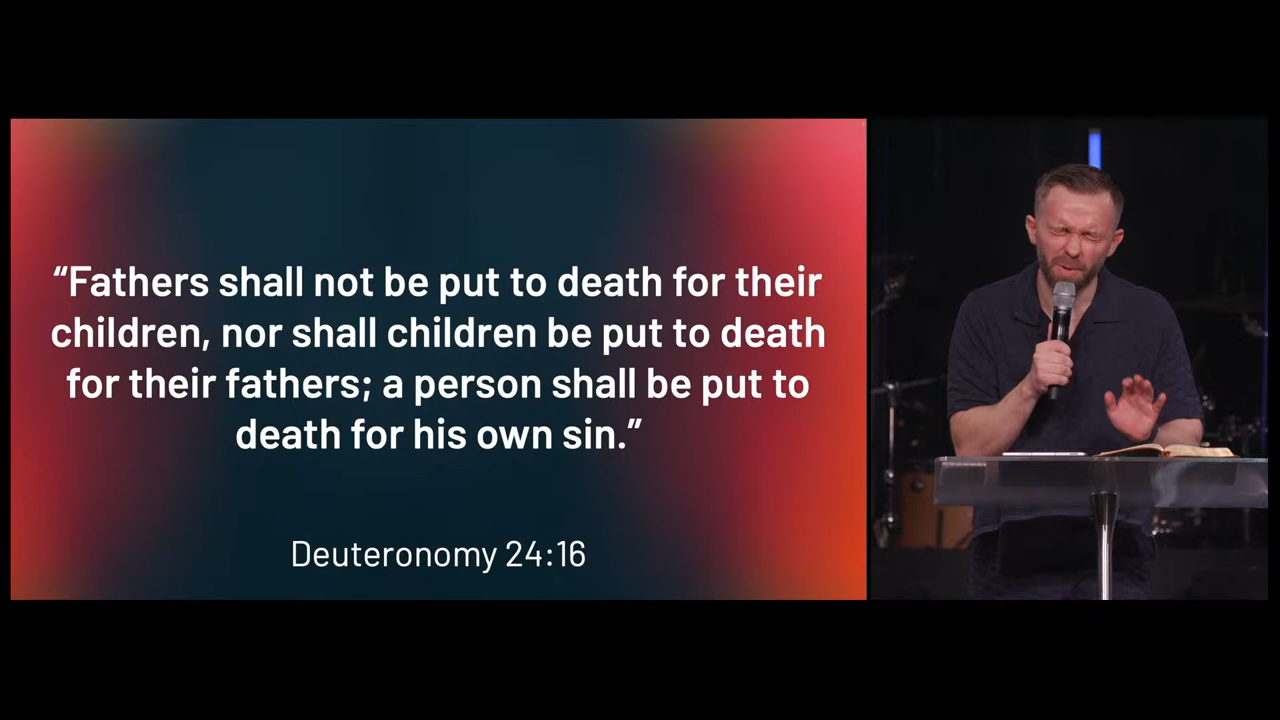 “Fathers shall not be put to death for their
children, nor shall children be put to death
for their fathers; a person shall be put to
death for his own sin.”
Deuteronomy 24:16